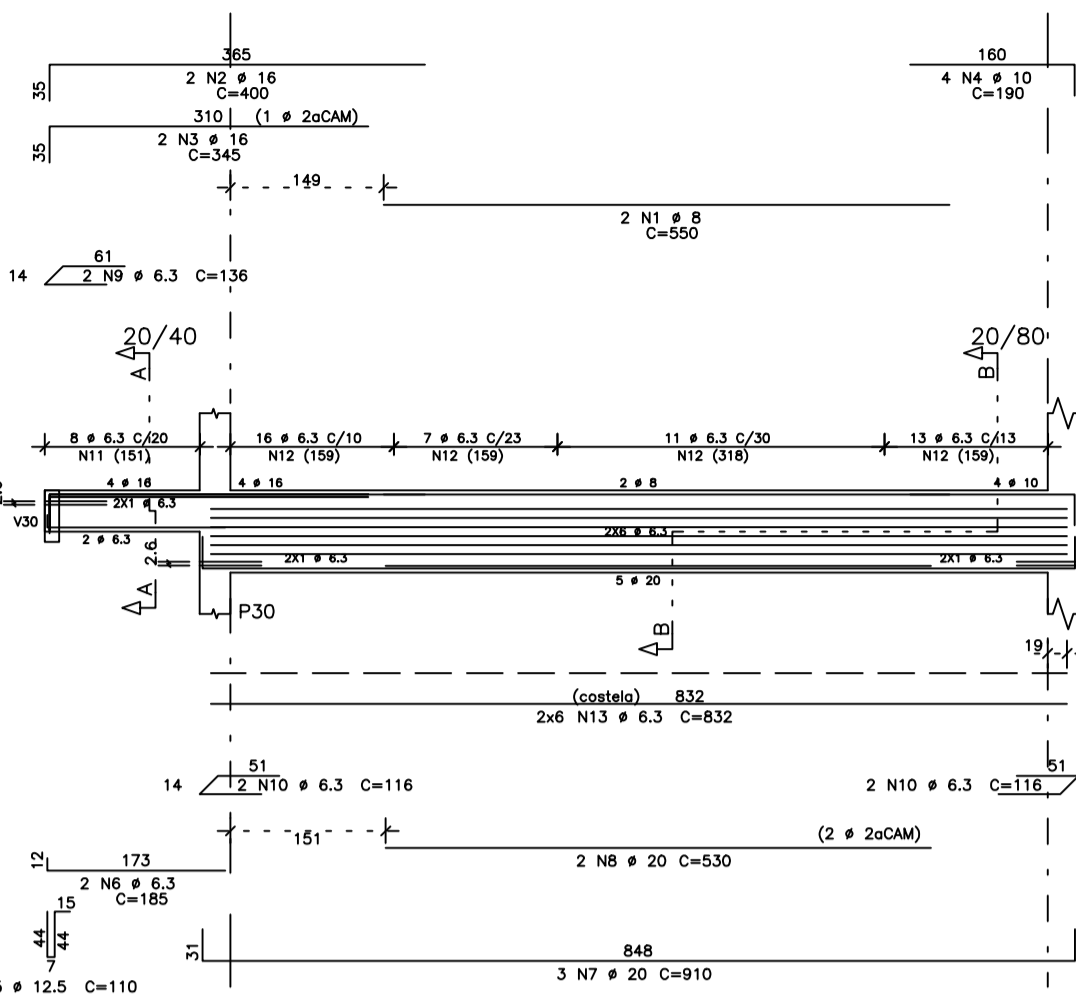 365
2 N2 ø 16
C=400
35
160
4 N4 ø 10
C=190
310 (1 ø 2aCAM)
2 N3 ø 16
C=345
35
149
2 N1 ø 8
C=550
61
14 2 N9 ø 6.3 C=136
20/40
A
20/80
B
8 ø 6.3 C/20
N11 (151)
16 ø 6.3 C/10
N12 (159)
7 ø 6.3 C/23
N12 (159)
11 ø 6.3 C/30
N12 (318)
13 ø 6.3 C/13
N12 (159)
4 ø 16
4 ø 16
2 ø 8
4 ø 10
2X1 ø 6.3
V30
2 ø 6.3
2X6 ø 6.3
2.6
2X1 ø 6.3
2X1 ø 6.3
5 ø 20
A
P30
B
19
(costela) 832
2x6 N13 ø 6.3 C=832
51
14 2 N10 ø 6.3 C=116
51
2 N10 ø 6.3 C=116
151
(2 ø 2aCAM)
2 N8 ø 20 C=530
12
173
2 N6 ø 6.3
C=185
15
44
44
7
ø 12.5 C=110
31
848
3 N7 ø 20 C=910